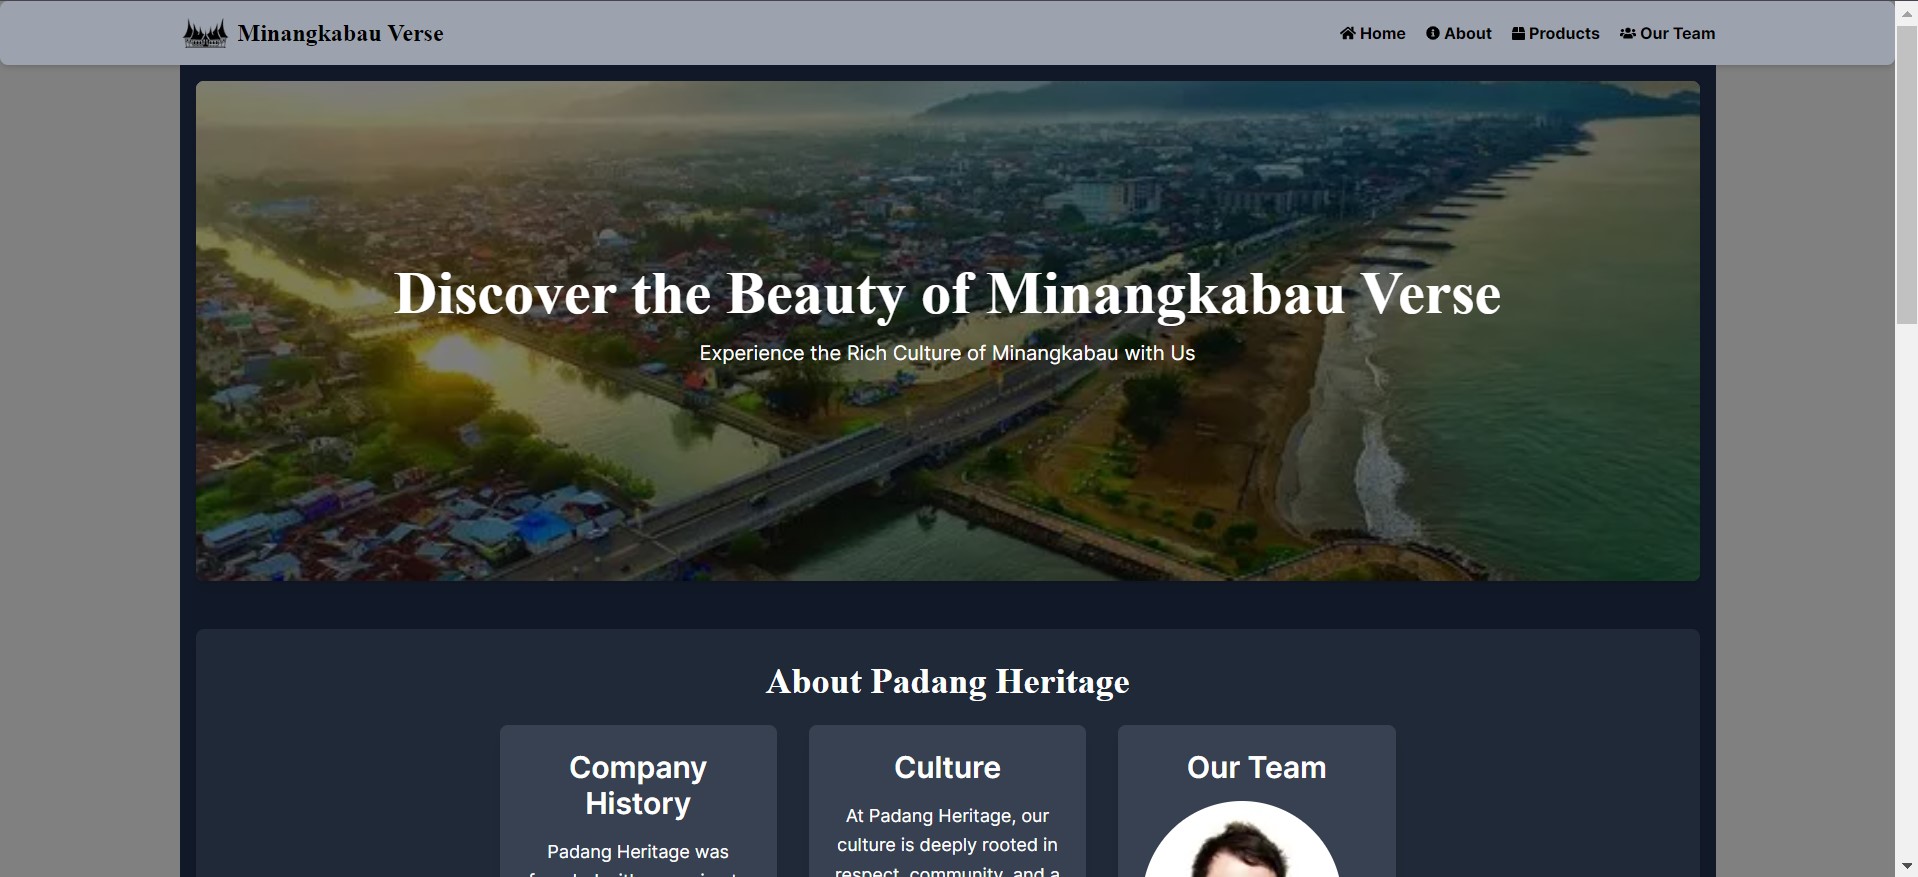 Minangkabau Verse
Home
About
Products
Our Team
Discover the Beauty of Minangkabau Verse
Experience the Rich Culture of Minangkabau with Us
About Padang Heritage
Company
History
Padang Heritage was
Culture
At Padang Heritage, our
culture is deeply rooted in
respect, community, and a
Our Team